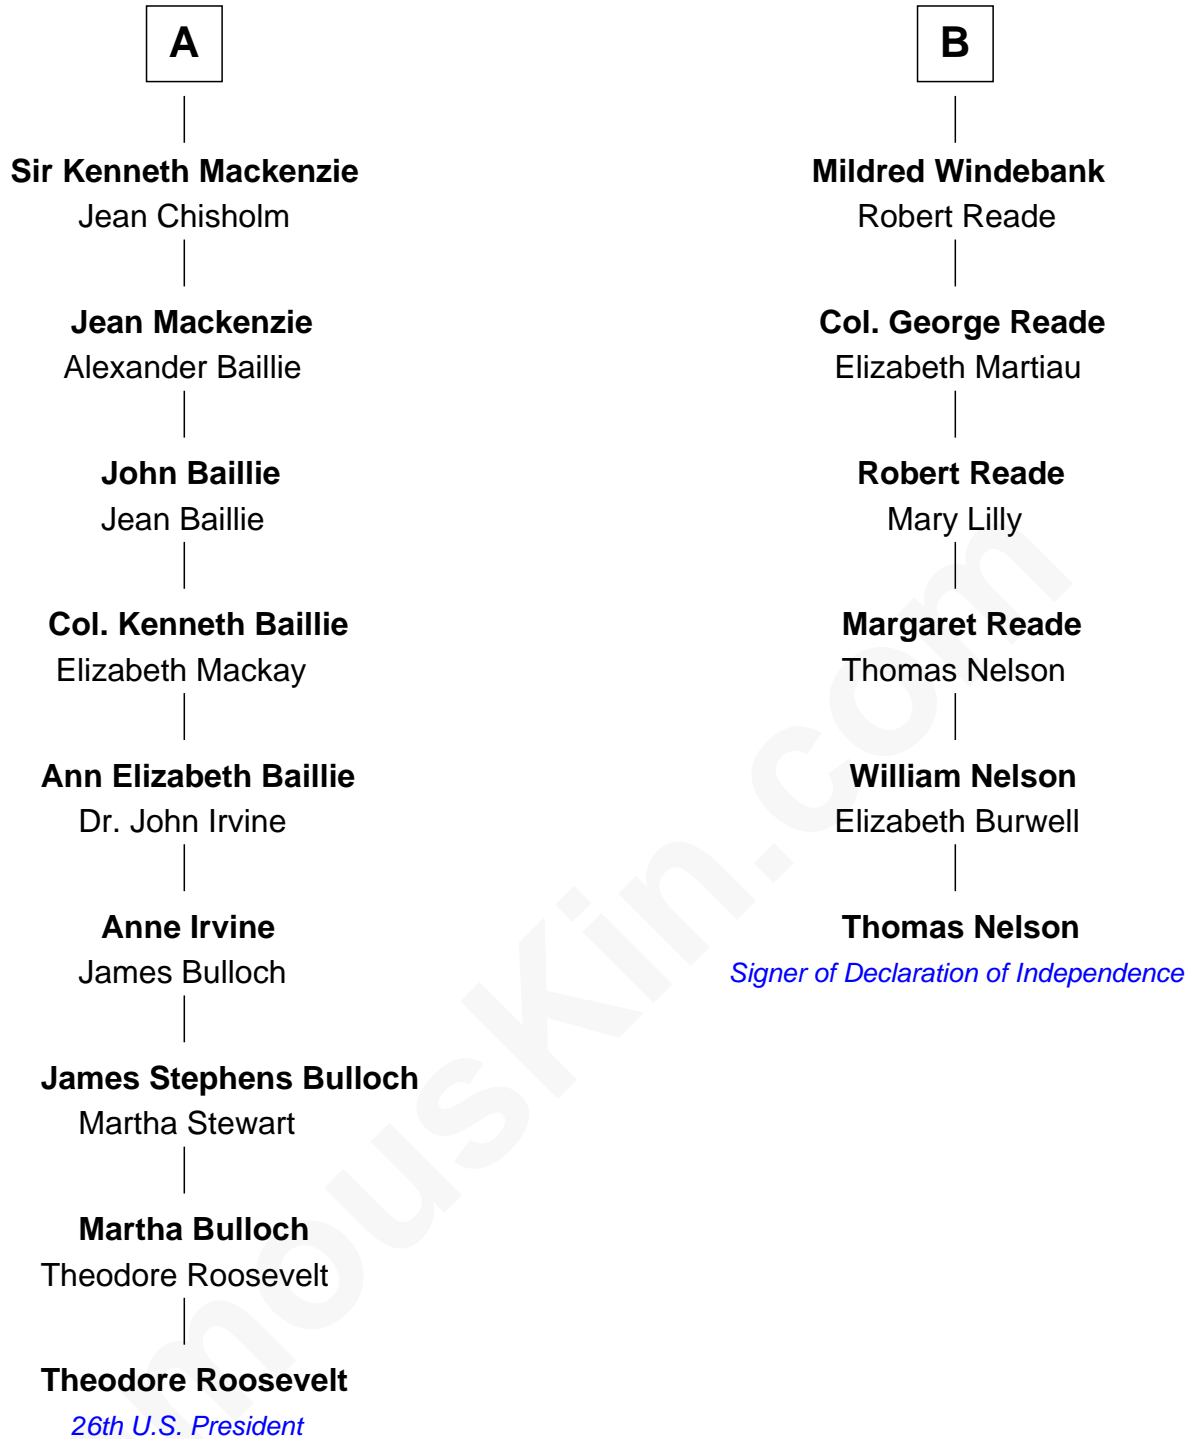 A
Sir Kenneth Mackenzie
Jean Chisholm
Jean Mackenzie
Alexander Baillie
John Baillie
Jean Baillie
Col. Kenneth Baillie
Elizabeth Mackay
Ann Elizabeth Baillie
Dr. John Irvine
Anne Irvine
James Bulloch
James Stephens Bulloch
Martha Stewart
Martha Bulloch
Theodore Roosevelt
Theodore Roosevelt
26th U.S. President
B
Mildred Windebank
Robert Reade
Col. George Reade
Elizabeth Martiau
Robert Reade
Mary Lilly
Margaret Reade
Thomas Nelson
William Nelson
Elizabeth Burwell
Thomas Nelson
Signer of Declaration of Independence
mousKin.com